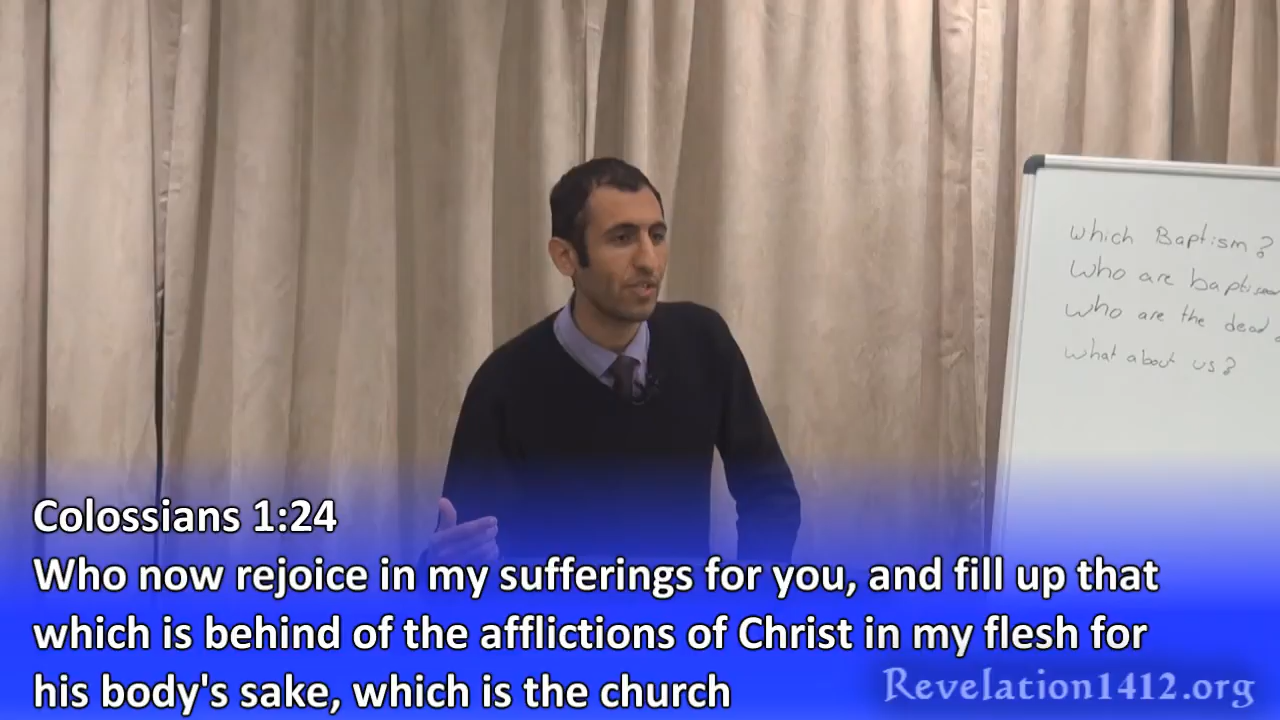 which Baptism?
Who are
who are the dead
what about us?
Colossians 1:24
Who now rejoice in my sufferings for you, and fill up that
which is behind of the afflictions of Christ in my flesh for
his body's sake, which is the church
Revelation1412.org